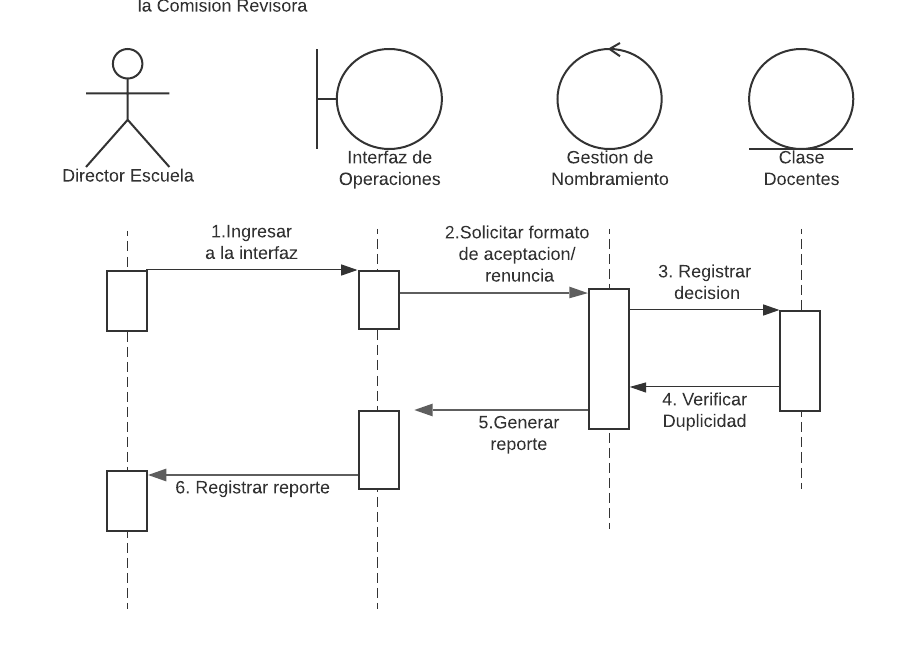 la Comision Revisora
Director Escuela
Interfaz de
Operaciones
Gestion de
Nombramiento
Clase
Docentes
1.Ingresar
a la interfaz
2.Solicitar formato
de aceptacion/
renuncia
3. Registrar
decision
4. Verificar
Duplicidad
5.Generar
reporte
6. Registrar reporte